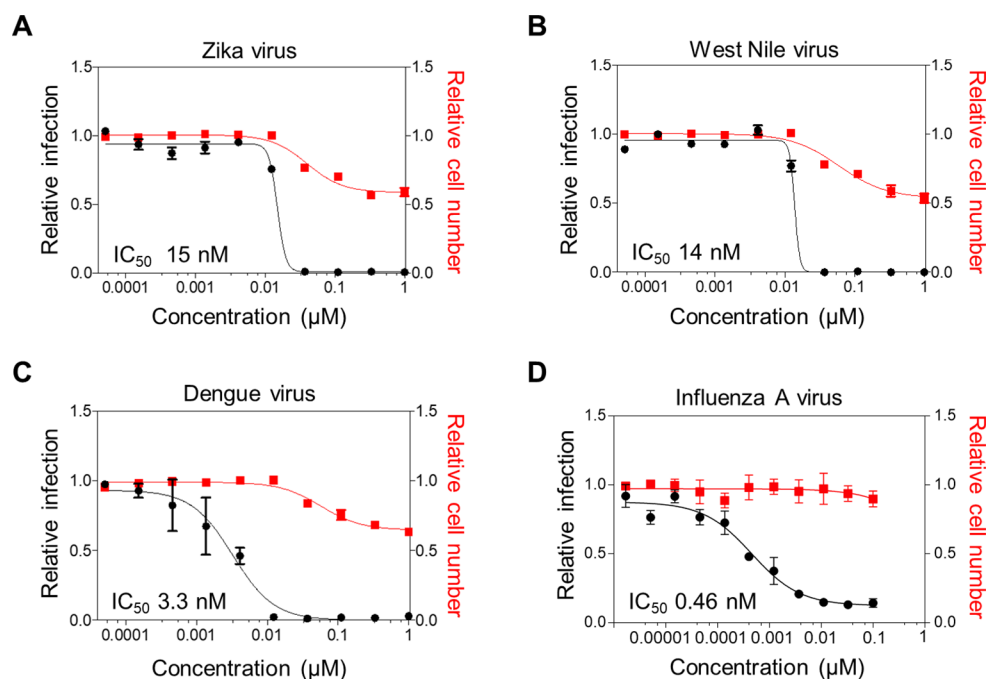 A
Zika virus
1.5
1.0
0.5
0.0
Relative infection
1.5
1.0
0.5
0.0
Relative cell number
IC50 15 nM
0.0001 0.001 0.01 0.1 1
Concentration (μM)
B
West Nile virus
1.5
1.0
0.5
0.0
Relative infection
1.5
1.0
0.5
0.0
Relative cell number
IC50 14 nM
0.0001 0.001 0.01 0.1 1
Concentration (μM)
C
Dengue virus
1.5
1.0
0.5
0.0
Relative infection
1.5
1.0
0.5
0.0
Relative cell number
IC50 3.3 nM
0.0001 0.001 0.01 0.1 1
Concentration (μM)
D
Influenza A virus
1.5
1.0
0.5
0.0
Relative infection
1.5
1.0
0.5
0.0
Relative cell number
IC50 0.46 nM
0.00001 0.0001 0.001 0.01 0.1 1
Concentration (μM)